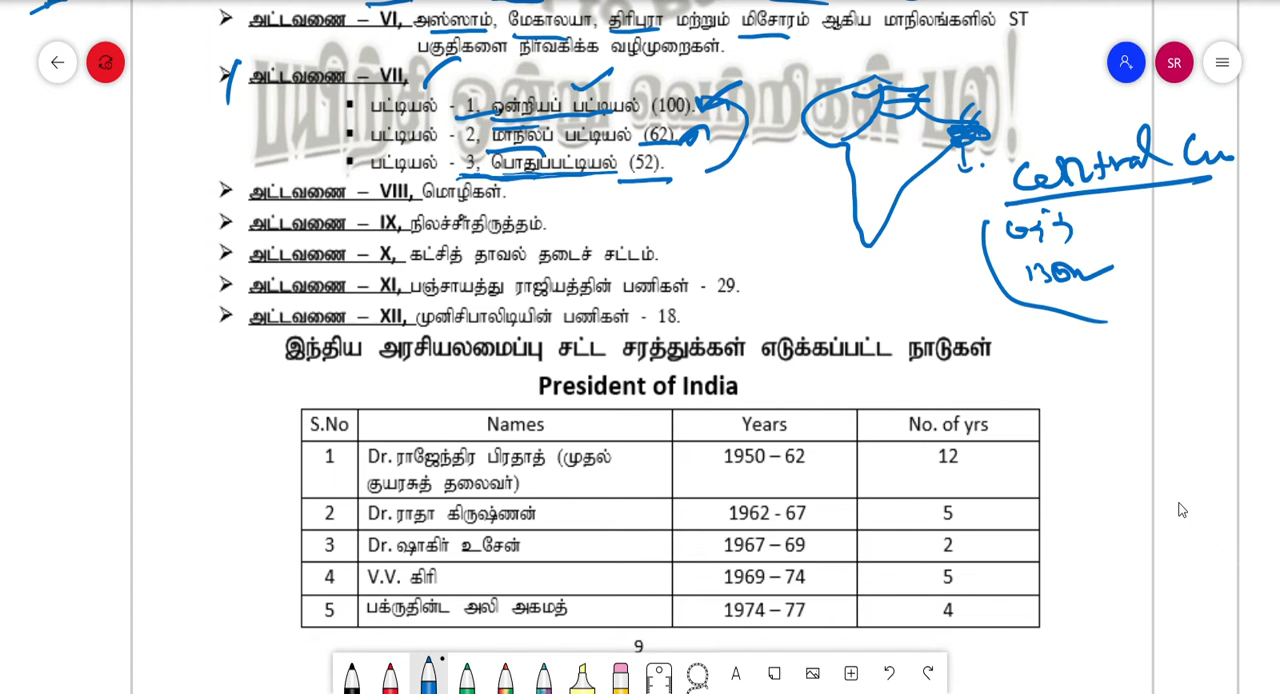 ➢ அட்டவணை – VI, அஸ்ஸாம், மேகாலயா, திரிபுரா மற்றும் மிசோரம் ஆகிய மாநிலங்களில் ST
பகுதிகளை நிர்வகிக்க வழிமுறைகள்.
➢ அட்டவணை – VII,
▪ பட்டியல் - 1, ஒன்றியப் பட்டியல் (100).
▪ பட்டியல் - 2, மாநிலப் பட்டியல் (62).
▪ பட்டியல் - 3, பொதுப்பட்டியல் (52).
➢ அட்டவணை – VIII, மொழிகள்.
➢ அட்டவணை – IX, நிலச்சீர்திருத்தம்.
➢ அட்டவணை – X, கட்சித் தாவல் தடைச் சட்டம்.
➢ அட்டவணை – XI, பஞ்சாயத்து ராஜியத்தின் பணிகள் - 29.
➢ அட்டவணை – XII, முனிசிபாலிடியின் பணிகள் - 18.
பயிற்சி ஒன்று வெற்றிகள் பல!
SR
Central
இந்திய அரசியலமைப்பு சட்ட சரத்துக்கள் எடுக்கப்பட்ட நாடுகள்
President of India
S.No Names Years No. of yrs
1 Dr. ராஜேந்திர பிரதாத் (முதல் 1950 – 62 12
குயரசுத் தலைவர்)
2 Dr. ராதா கிருஷ்ணன் 1962 - 67 5
3 Dr. ஷாகிர் உசேன் 1967 – 69 2
4 V.V. கிரி 1969 – 74 5
5 பக்ருதின்ட அலி அகமத் 1974 – 77 4
9
A